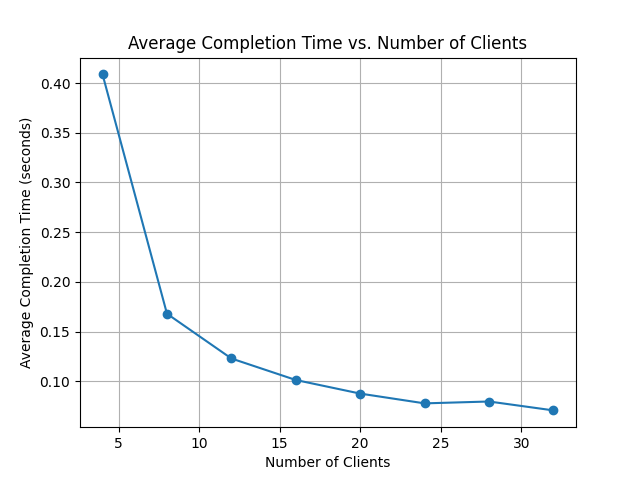 Average Completion Time vs. Number of Clients
0.40
0.35
0.30
0.25
0.20
0.15
0.10
Average Completion Time (seconds)
5 10 15 20 25 30
Number of Clients